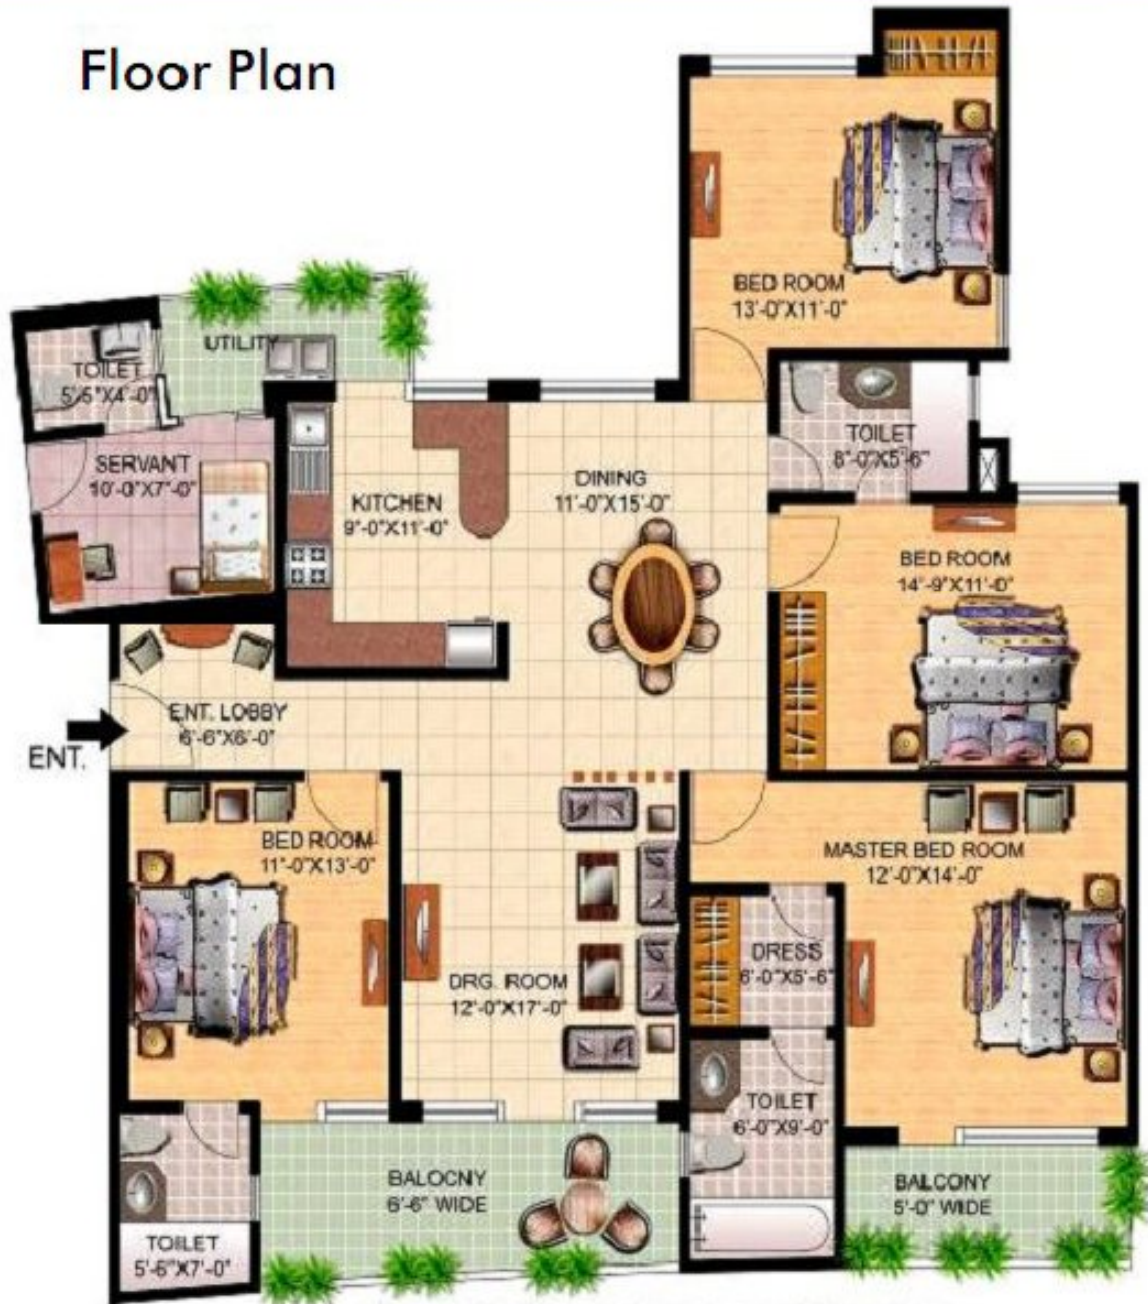 Floor Plan
BED ROOM
13'-0"X11'-0"
UTILITY
TOILET
5'-5"X4'-0"
TOILET
8'-0"X5'-6"
SERVANT
10'-0"X7'-0"
KITCHEN
9'-0"X11'-0"
DINING
11'-0"X15'-0"
BED ROOM
14'-9"X11'-0"
ENT. LOBBY
6'-6"X6'-0"
ENT.
BED ROOM
11'-0"X13'-0"
MASTER BED ROOM
12'-0"X14'-0"
DRESS
6'-0"X5'-6"
DRG. ROOM
12'-0"X17'-0"
TOILET
6'-0"X9'-0"
BALOCNY
6'-6" WIDE
BALCONY
5'-0" WIDE
TOILET
5'-6"X7'-0"